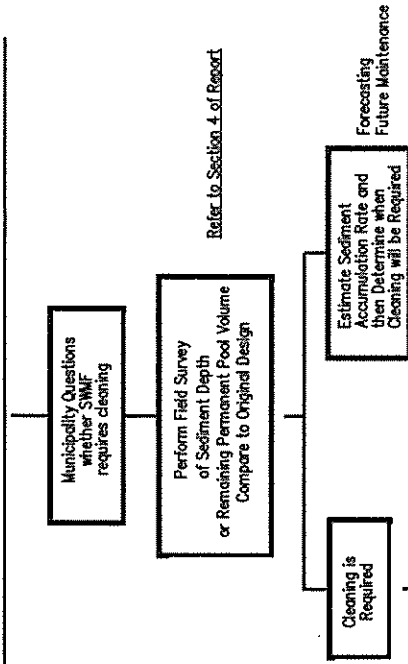 Municipality Questions
whether SWMF
requires cleaning
Perform Field Survey
of Sediment Depth
or Remaining Permanent Pool Volume
Compare to Original Design
Refer to Section 4 of Report
Cleaning is
Required
Estimate Sediment
Accumulation Rate and
then Determine when
Cleaning will be Required
Forecasting
Future Maintenance